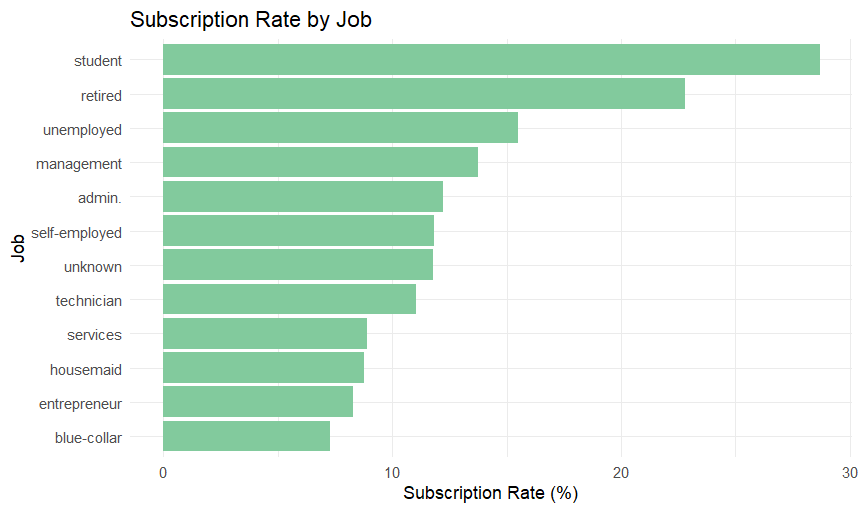 Subscription Rate by Job
student
retired
unemployed
management
admin.
self-employed
unknown
technician
services
housemaid
entrepreneur
blue-collar
Job
0 10 20 30
Subscription Rate (%)